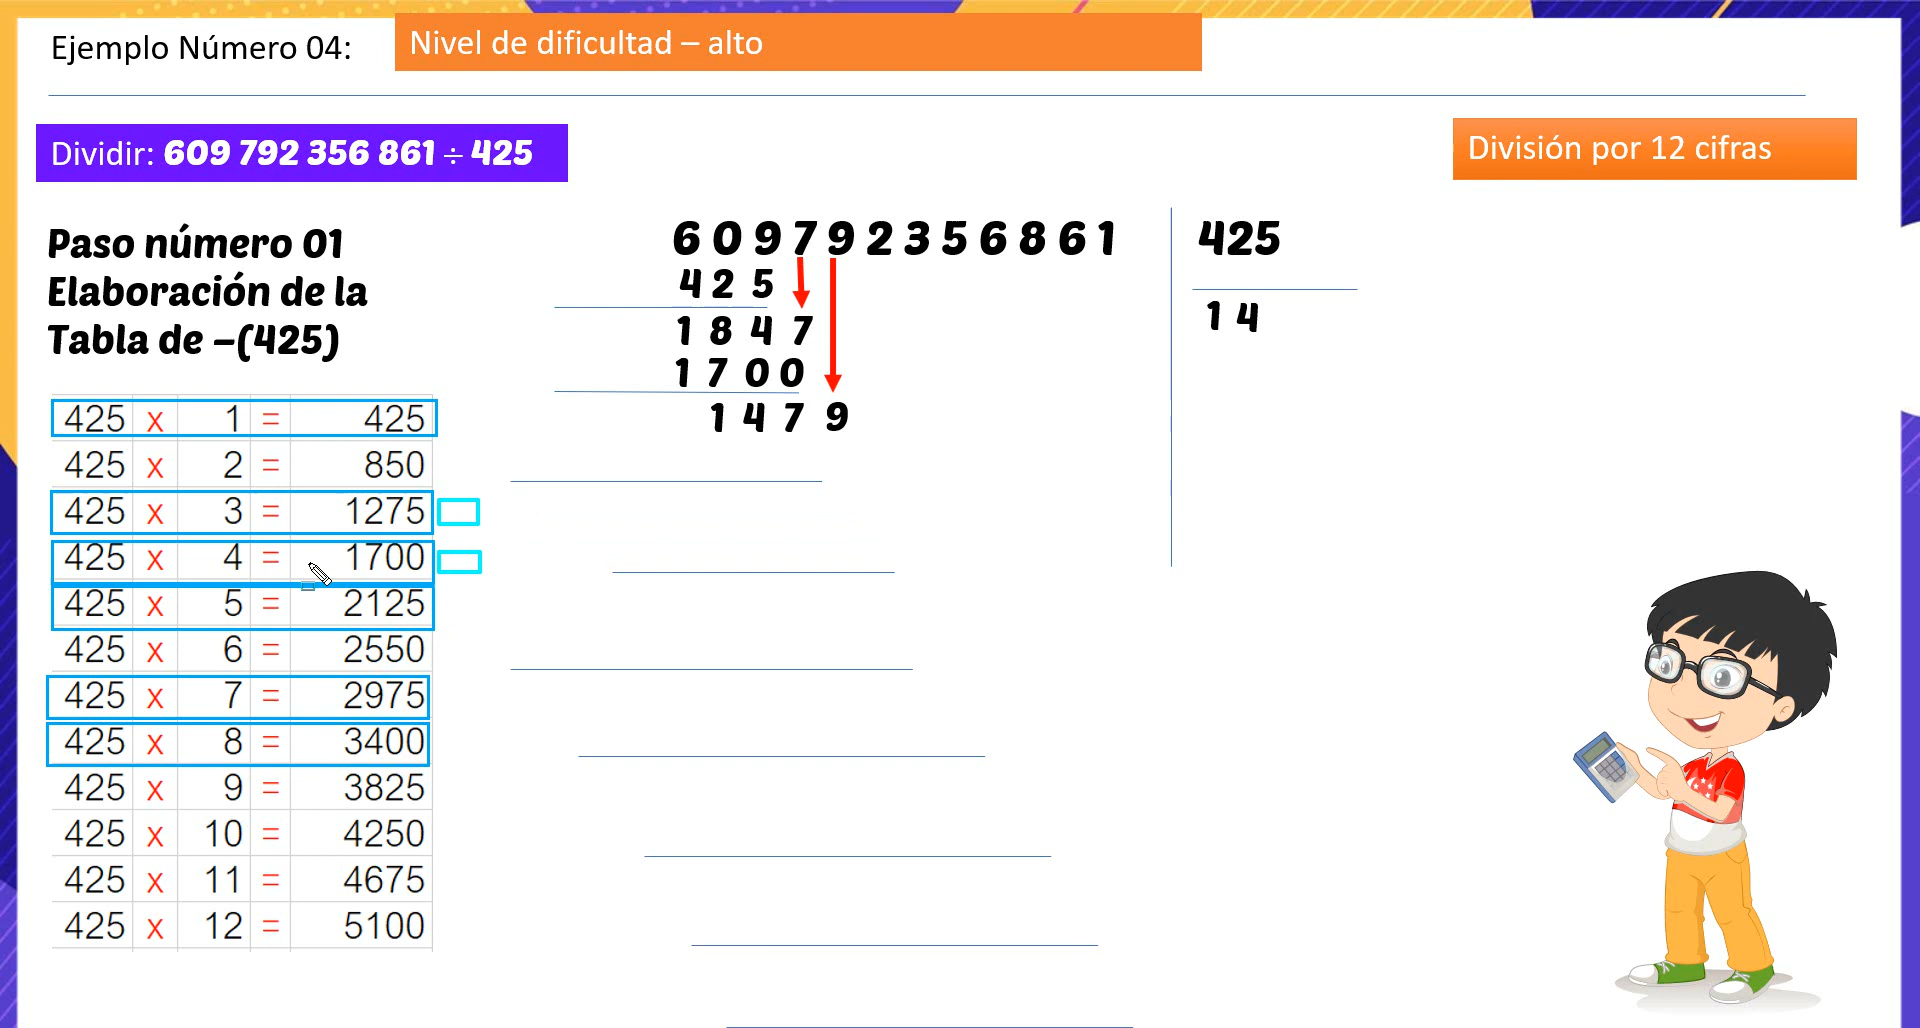 Ejemplo Número 04:
Nivel de dificultad – alto
Dividir: 609 792 356 861 ÷ 425
División por 12 cifras
Paso número 01
Elaboración de la
Tabla de –(425)
425 x 1 = 425
425 x 2 = 850
425 x 3 = 1275
425 x 4 = 1700
425 x 5 = 2125
425 x 6 = 2550
425 x 7 = 2975
425 x 8 = 3400
425 x 9 = 3825
425 x 10 = 4250
425 x 11 = 4675
425 x 12 = 5100
6 0 9 7 9 2 3 5 6 8 6 1
4 2 5
1 8 4 7
1 7 0 0
1 4 7 9
425
1 4